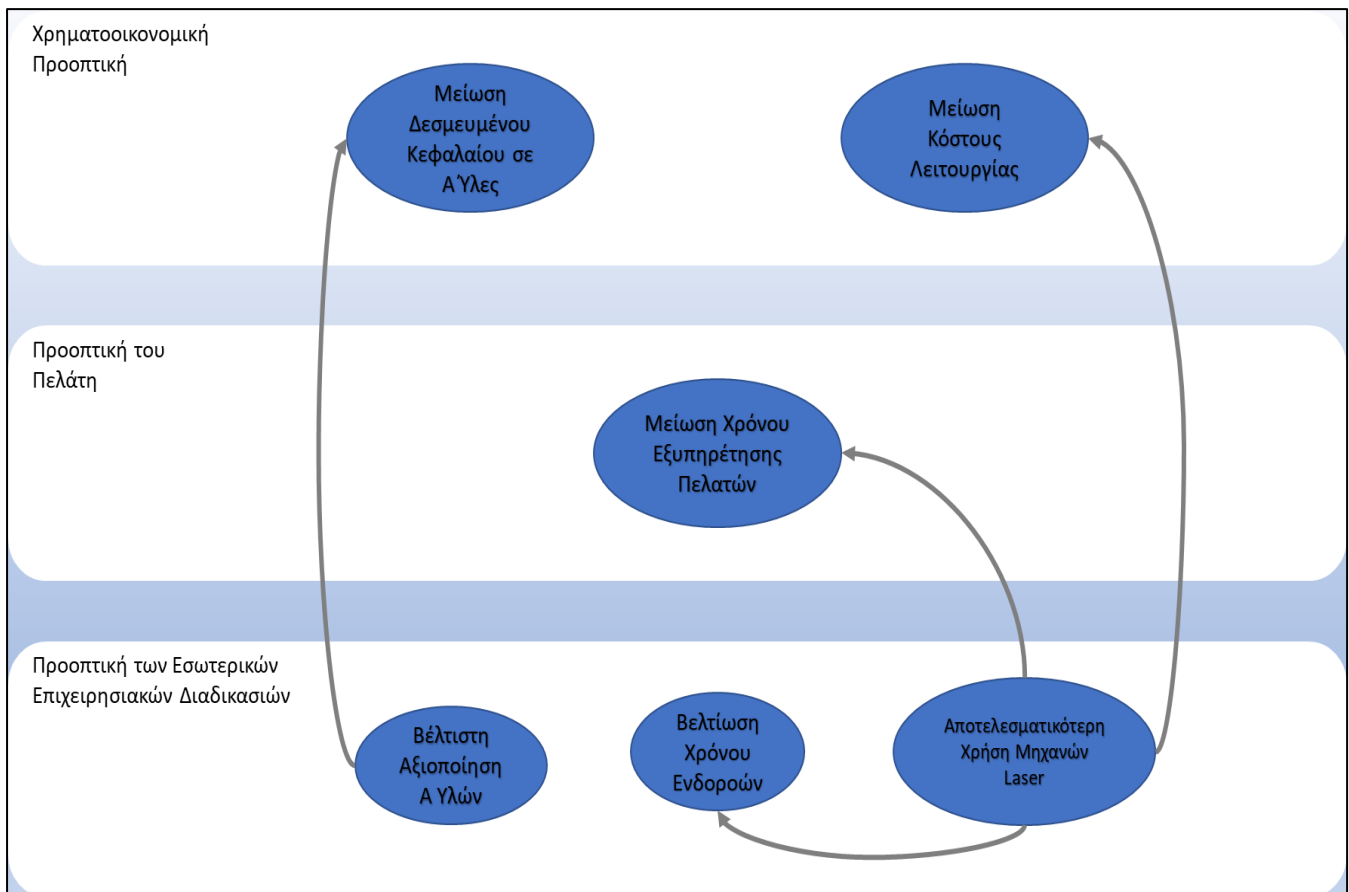 Χρηματοοικονομική
Προοπτική
Μείωση
Δεσμευμένου
Κεφαλαίου σε
Α'Ύλες
Μείωση
Κόστους
Λειτουργίας
Προοπτική του
Πελάτη
Μείωση Χρόνου
Εξυπηρέτησης
Πελατών
Προοπτική των Εσωτερικών
Επιχειρησιακών Διαδικασιών
Βέλτιστη
Αξιοποίηση
Α Υλών
Βελτίωση
Χρόνου
Ενδοροών
Αποτελεσματικότερη
Χρήση Μηχανών
Laser